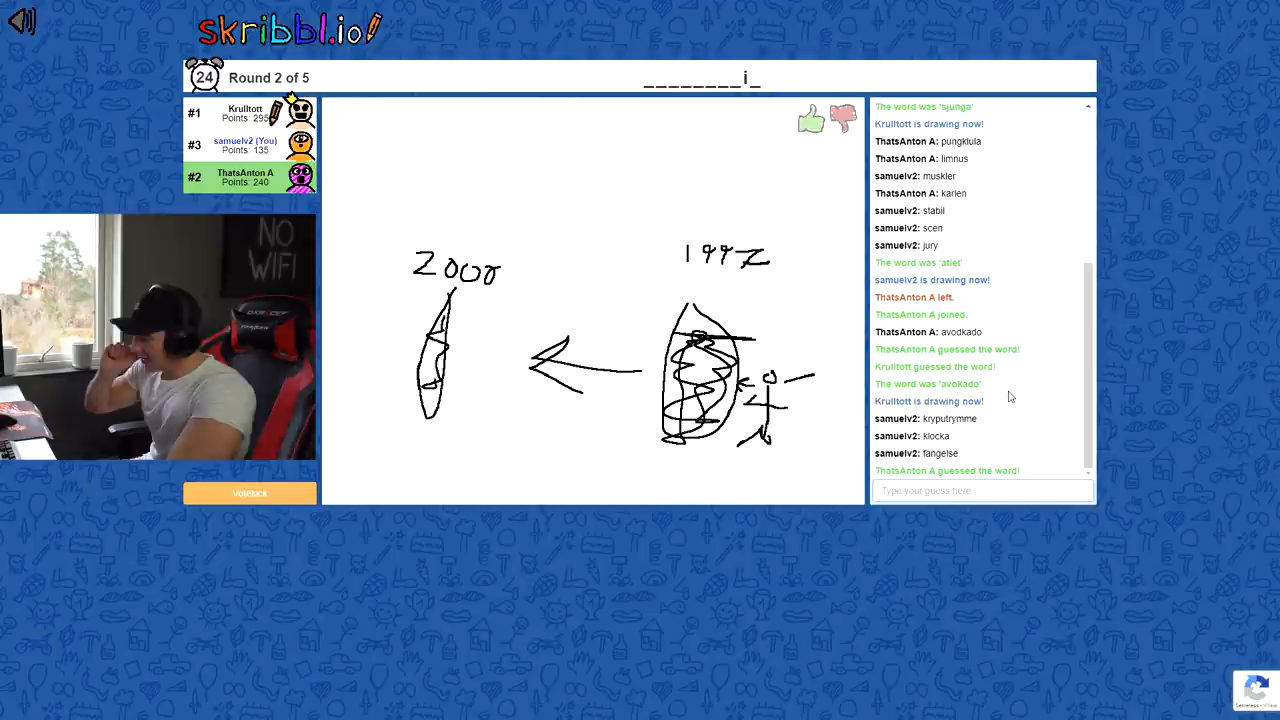 skribbl.io!
24
Round 2 of 5
________i_
#1
Krulltott
Points: 295
#3
samuelv2 (You)
Points: 135
#2
ThatsAnton A
Points: 240
NO
WIFI
Votekick
2000
1992
The word was 'sjunga'
Krulltott is drawing now!
ThatsAnton A: pungklula
ThatsAnton A: limnus
samuelv2: muskler
ThatsAnton A: karlen
samuelv2: stabil
samuelv2: scen
samuelv2: jury
The word was 'atlet'
samuelv2 is drawing now!
ThatsAnton A left.
ThatsAnton A joined.
ThatsAnton A: avodkado
ThatsAnton A guessed the word!
Krulltott guessed the word!
The word was 'avokado'
Krulltott is drawing now!
samuelv2: kryputrymme
samuelv2: klocka
samuelv2: fängelse
ThatsAnton A guessed the word!
Type your guess here